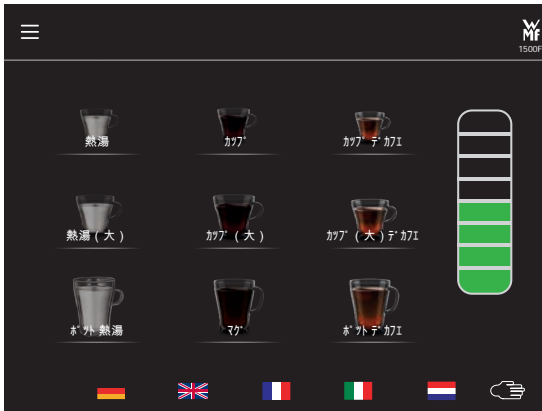 WMF
1500F
熱湯
ｶｯﾌﾟ
ｶｯﾌﾟ ﾃﾞｶﾌｪ
熱湯（大）
ｶｯﾌﾟ（大）
ｶｯﾌﾟ（大）ﾃﾞｶﾌｪ
ﾎﾟｯﾄ 熱湯
ﾏｸﾞ
ﾎﾟｯﾄ ﾃﾞｶﾌｪ